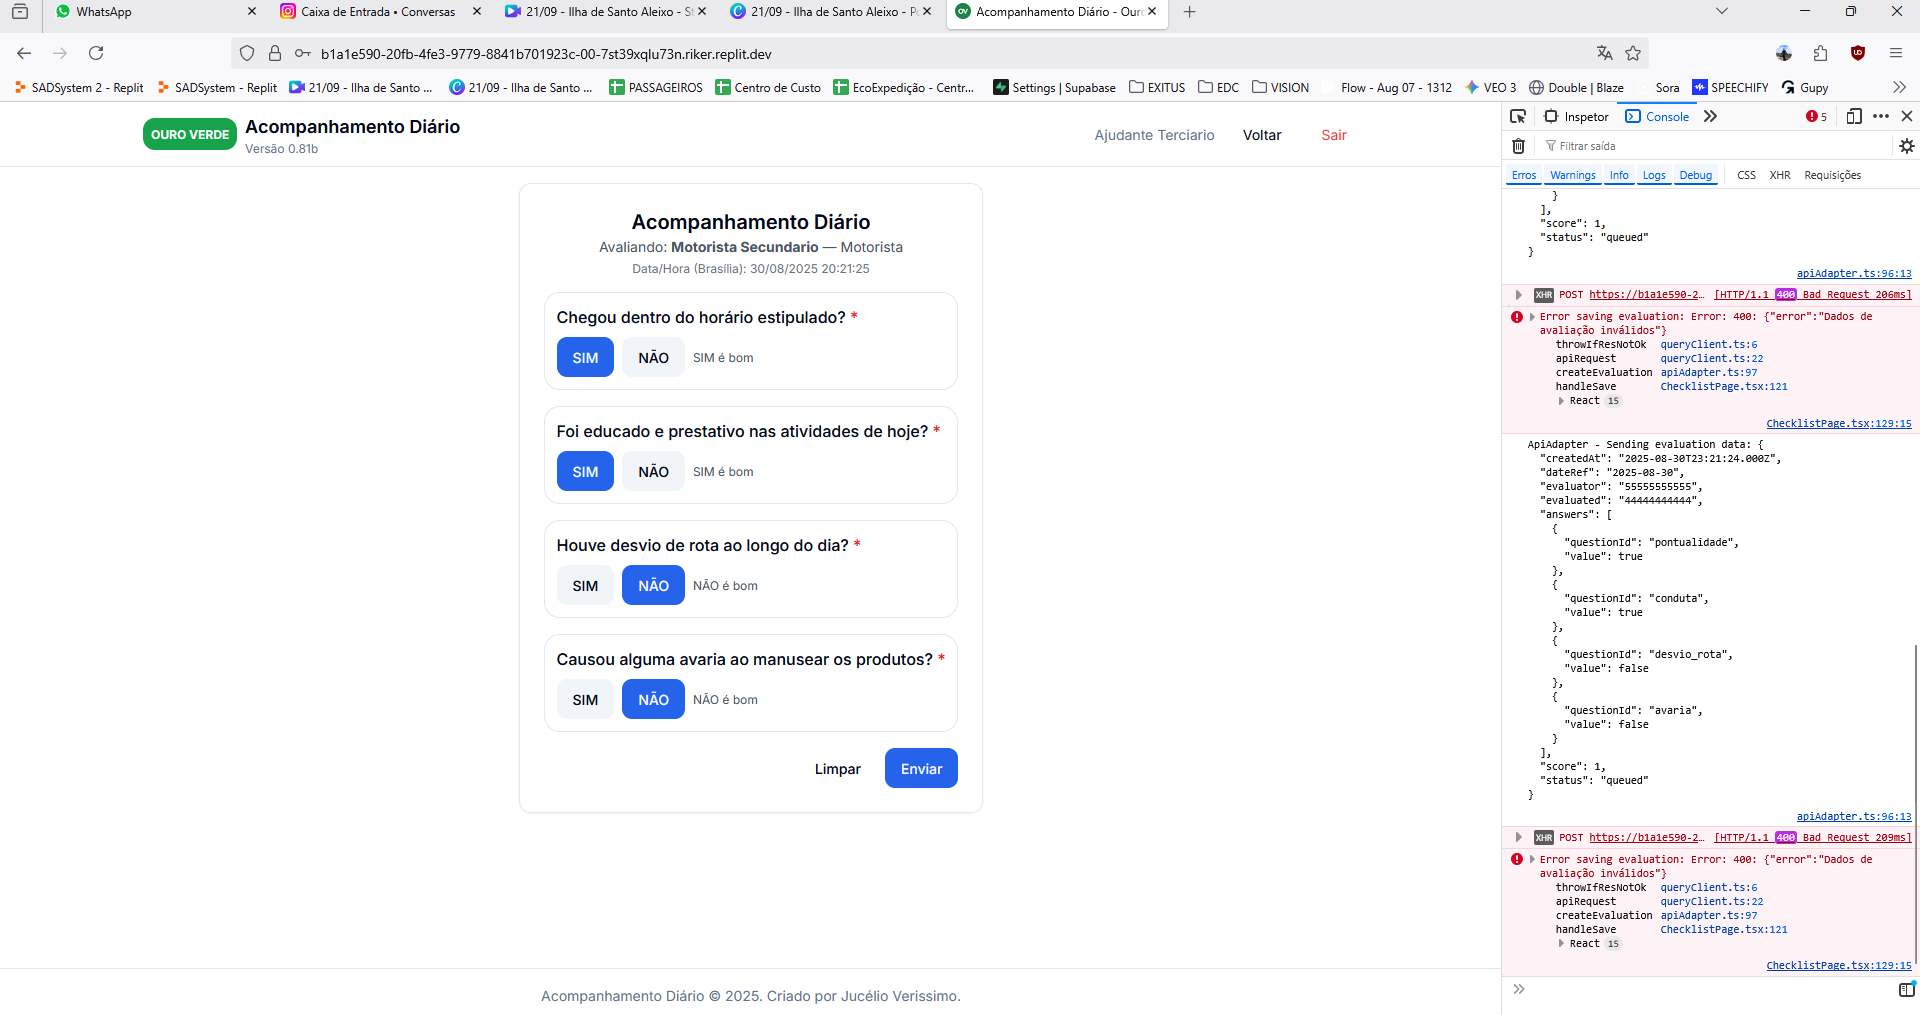 WhatsApp
Caixa de Entrada • Conversas
21/09 - Ilha de Santo Aleixo - St
21/09 - Ilha de Santo Aleixo - Po
Acompanhamento Diário - Ouro
b1a1e590-20fb-4fe3-9779-8841b701923c-00-7st39xqlu73n.riker.replit.dev
SADSystem 2 - Replit
SADSystem - Replit
21/09 - Ilha de Santo ...
21/09 - Ilha de Santo ...
PASSAGEIROS
Centro de Custo
EcoExpedição - Centr...
Settings | Supabase
EXITUS
EDC
VISION
Flow - Aug 07 - 1312
VEO 3
Double | Blaze
Sora
SPEECHIFY
Gupy
OURO VERDE
Acompanhamento Diário
Versão 0.81b
Ajudante Terciario
Voltar
Sair
Acompanhamento Diário
Avaliando: Motorista Secundario — Motorista
Data/Hora (Brasília): 30/08/2025 20:21:25
Chegou dentro do horário estipulado? *
SIM NÃO SIM é bom
Foi educado e prestativo nas atividades de hoje? *
SIM NÃO SIM é bom
Houve desvio de rota ao longo do dia? *
SIM NÃO NÃO é bom
Causou alguma avaria ao manusear os produtos? *
SIM NÃO NÃO é bom
Limpar Enviar
Acompanhamento Diário © 2025. Criado por Jucélio Verissimo.
Inspetor
Console
5
Filtrar saída
Erros Warnings Info Logs Debug CSS XHR Requisições
}
],
"score": 1,
"status": "queued"
}
apiAdapter.ts:96:13
XHR POST https://b1a1e590-2… [HTTP/1.1 400 Bad Request 206ms]
Error saving evaluation: Error: 400: {"error":"Dados de
avaliação inválidos"}
throwIfResNotOk queryClient.ts:6
apiRequest queryClient.ts:22
createEvaluation apiAdapter.ts:97
handleSave ChecklistPage.tsx:121
React 15
ChecklistPage.tsx:129:15
ApiAdapter - Sending evaluation data: {
"createdAt": "2025-08-30T23:21:24.000Z",
"dateRef": "2025-08-30",
"evaluator": "55555555555",
"evaluated": "44444444444",
"answers": [
{
"questionId": "pontualidade",
"value": true
},
{
"questionId": "conduta",
"value": true
},
{
"questionId": "desvio_rota",
"value": false
},
{
"questionId": "avaria",
"value": false
}
],
"score": 1,
"status": "queued"
}
apiAdapter.ts:96:13
XHR POST https://b1a1e590-2… [HTTP/1.1 400 Bad Request 209ms]
Error saving evaluation: Error: 400: {"error":"Dados de
avaliação inválidos"}
throwIfResNotOk queryClient.ts:6
apiRequest queryClient.ts:22
createEvaluation apiAdapter.ts:97
handleSave ChecklistPage.tsx:121
React 15
ChecklistPage.tsx:129:15